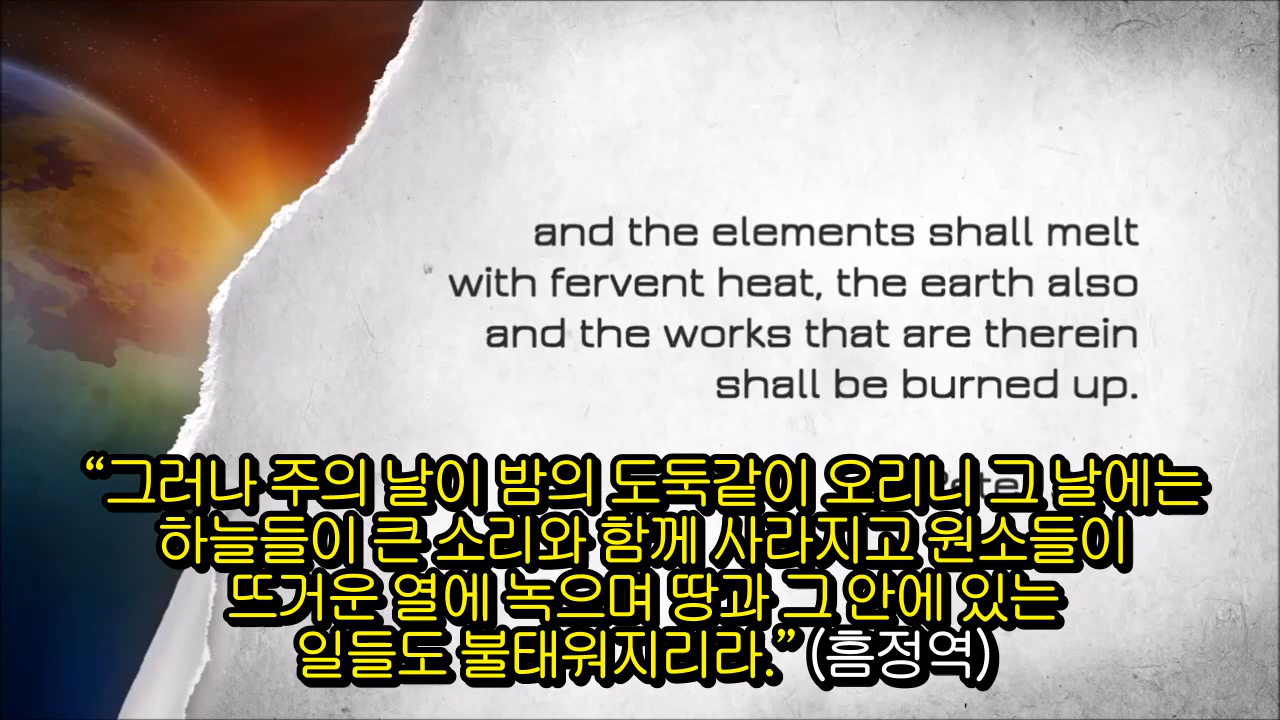 and the elements shall melt
with fervent heat, the earth also
and the works that are therein
shall be burned up.
“그러나 주의 날이 밤의 도둑같이 오리니 그 날에는
하늘들이 큰 소리와 함께 사라지고 원소들이
뜨거운 열에 녹으며 땅과 그 안에 있는
일들도 불태워지리라.” (흠정역)